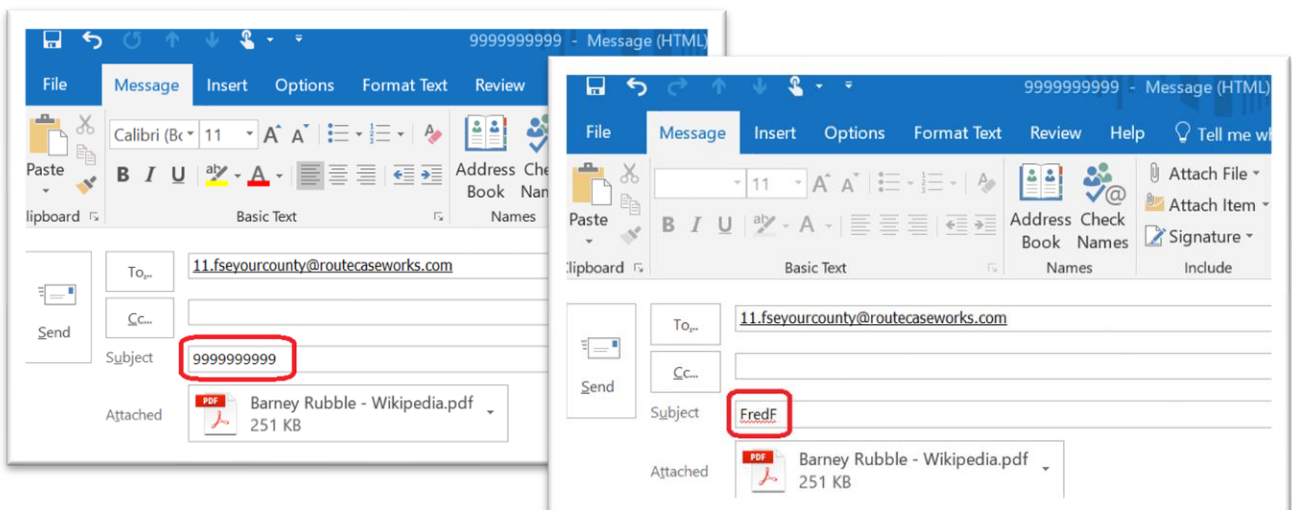 9999999999 - Message (HTML)
File Message Insert Options Format Text Review
Calibri (Bo 11
Paste
B I U
Address Che
Book Nam
lipboard Basic Text Names
To... 11.fseyourcounty@routecaseworks.com
Cc...
Send
Subject 9999999999
Attached Barney Rubble - Wikipedia.pdf
PDF
251 KB
9999999999 - Message (HTML)
File Message Insert Options Format Text Review Help Tell me wh
11
Paste
B I U
Address Check
Book Names
Attach File
Attach Item
Signature
Clipboard Basic Text Names Include
To... 11.fseyourcounty@routecaseworks.com
Cc...
Send
Subject FredF
Attached Barney Rubble - Wikipedia.pdf
PDF
251 KB